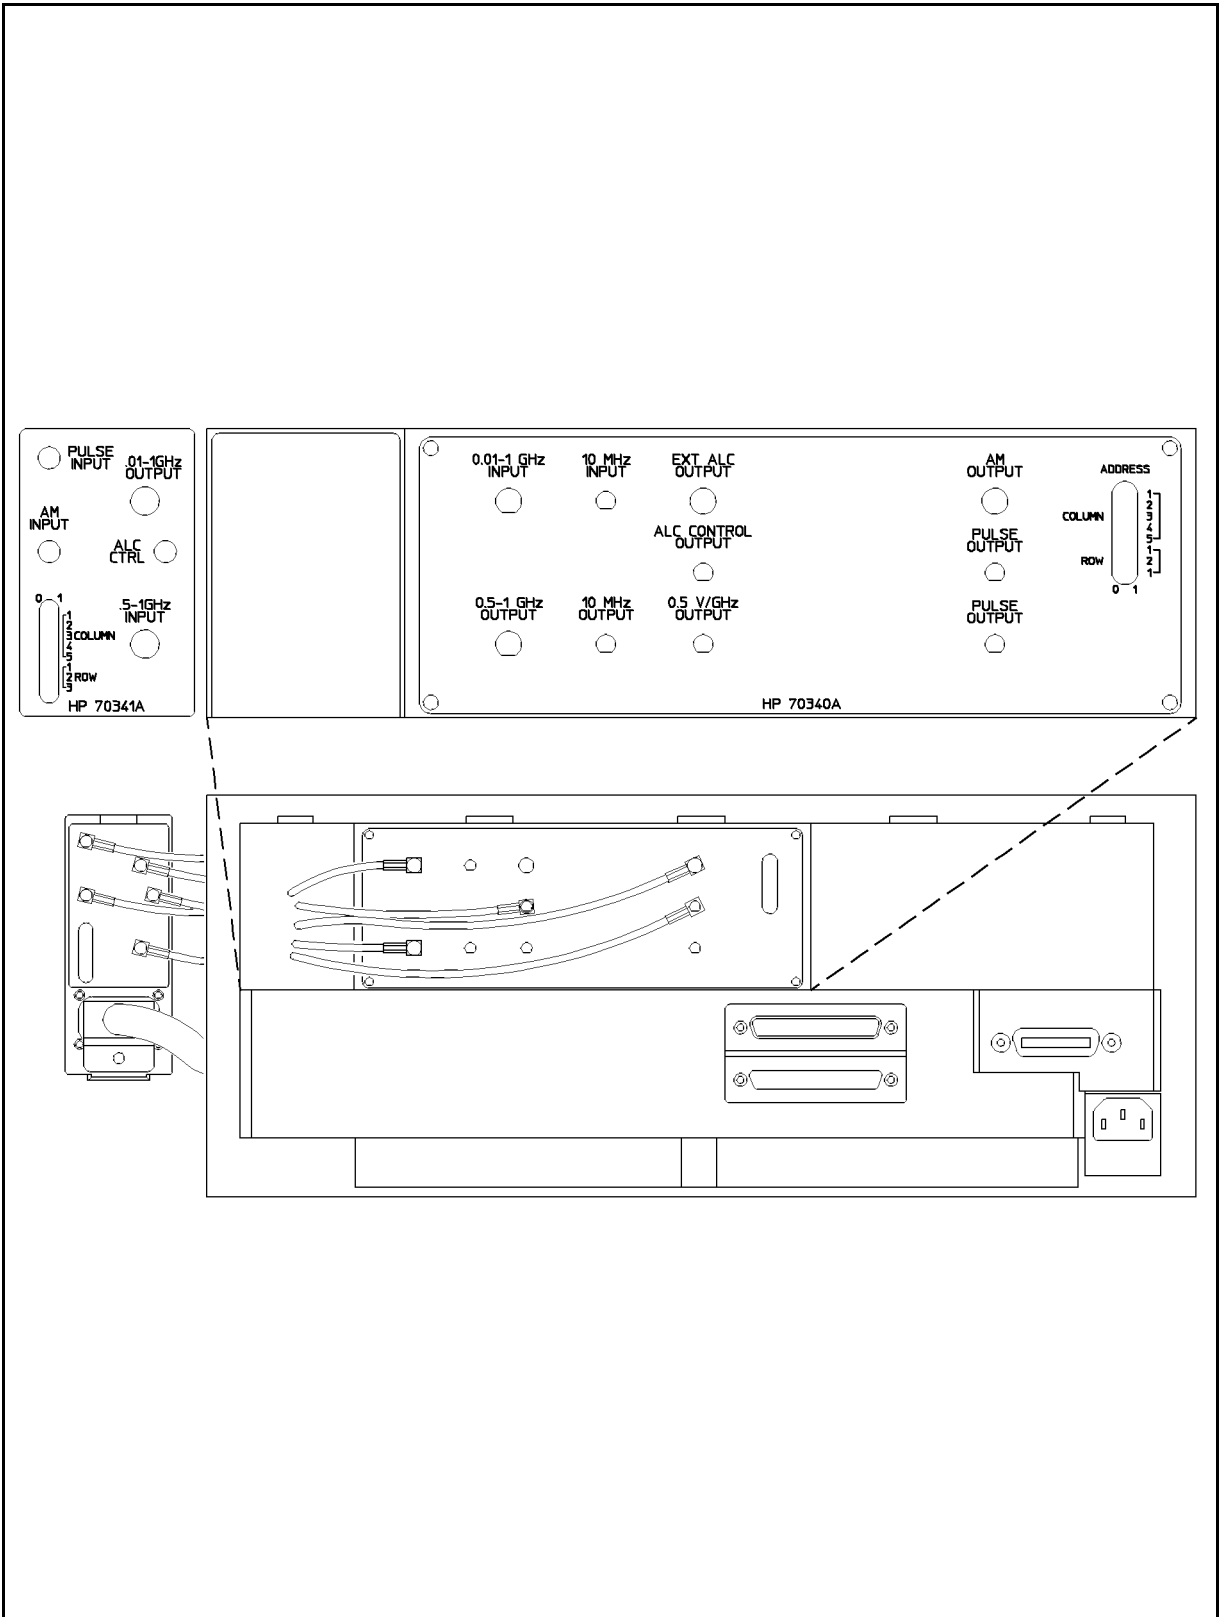 PULSE
INPUT
.01-1GHz
OUTPUT
AM
INPUT
ALC
CTRL
0 1
1
2
3 COLUMN
4
5
1
2 ROW
3
.5-1GHz
INPUT
HP 70341A
0.01-1 GHz
INPUT
10 MHz
INPUT
EXT ALC
OUTPUT
ALC CONTROL
OUTPUT
0.5-1 GHz
OUTPUT
10 MHz
OUTPUT
0.5 V/GHz
OUTPUT
AM
OUTPUT
PULSE
OUTPUT
PULSE
OUTPUT
ADDRESS
COLUMN
1
2
3
4
5
ROW
1
2
1
0 1
HP 70340A